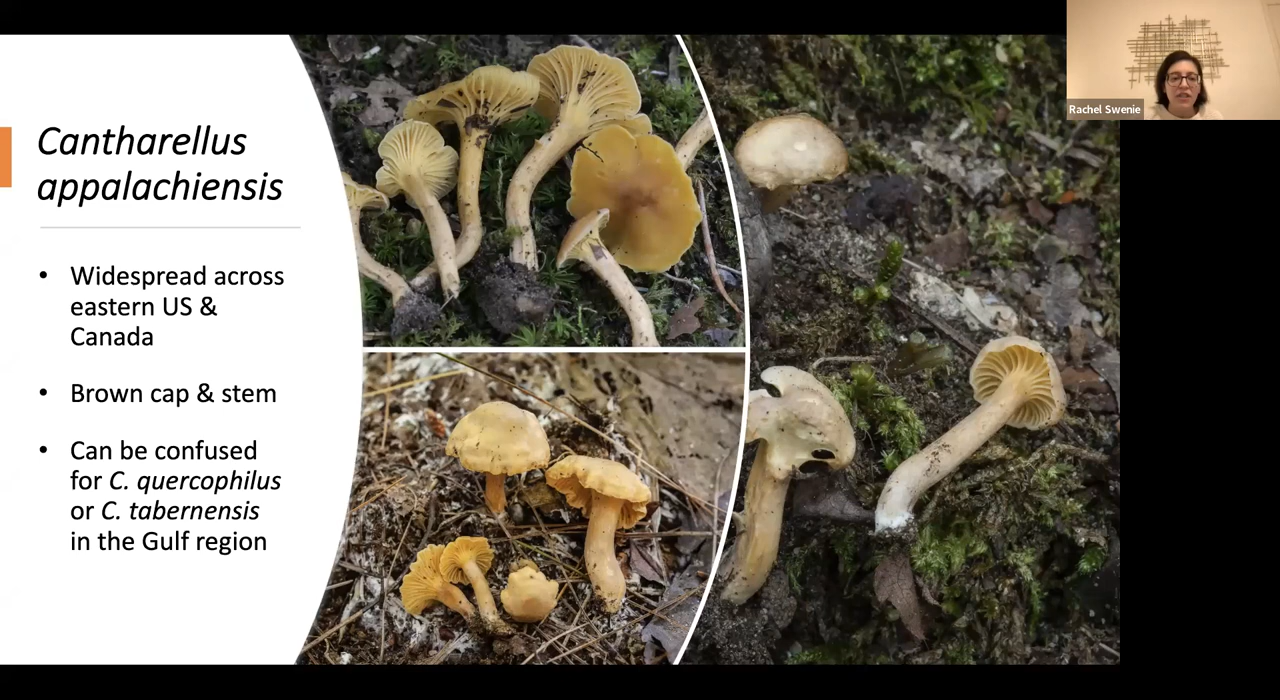 Cantharellus
appalachiensis
• Widespread across
eastern US &
Canada
• Brown cap & stem
• Can be confused
for C. quercophilus
or C. tabernensis
in the Gulf region
Rachel Swenie